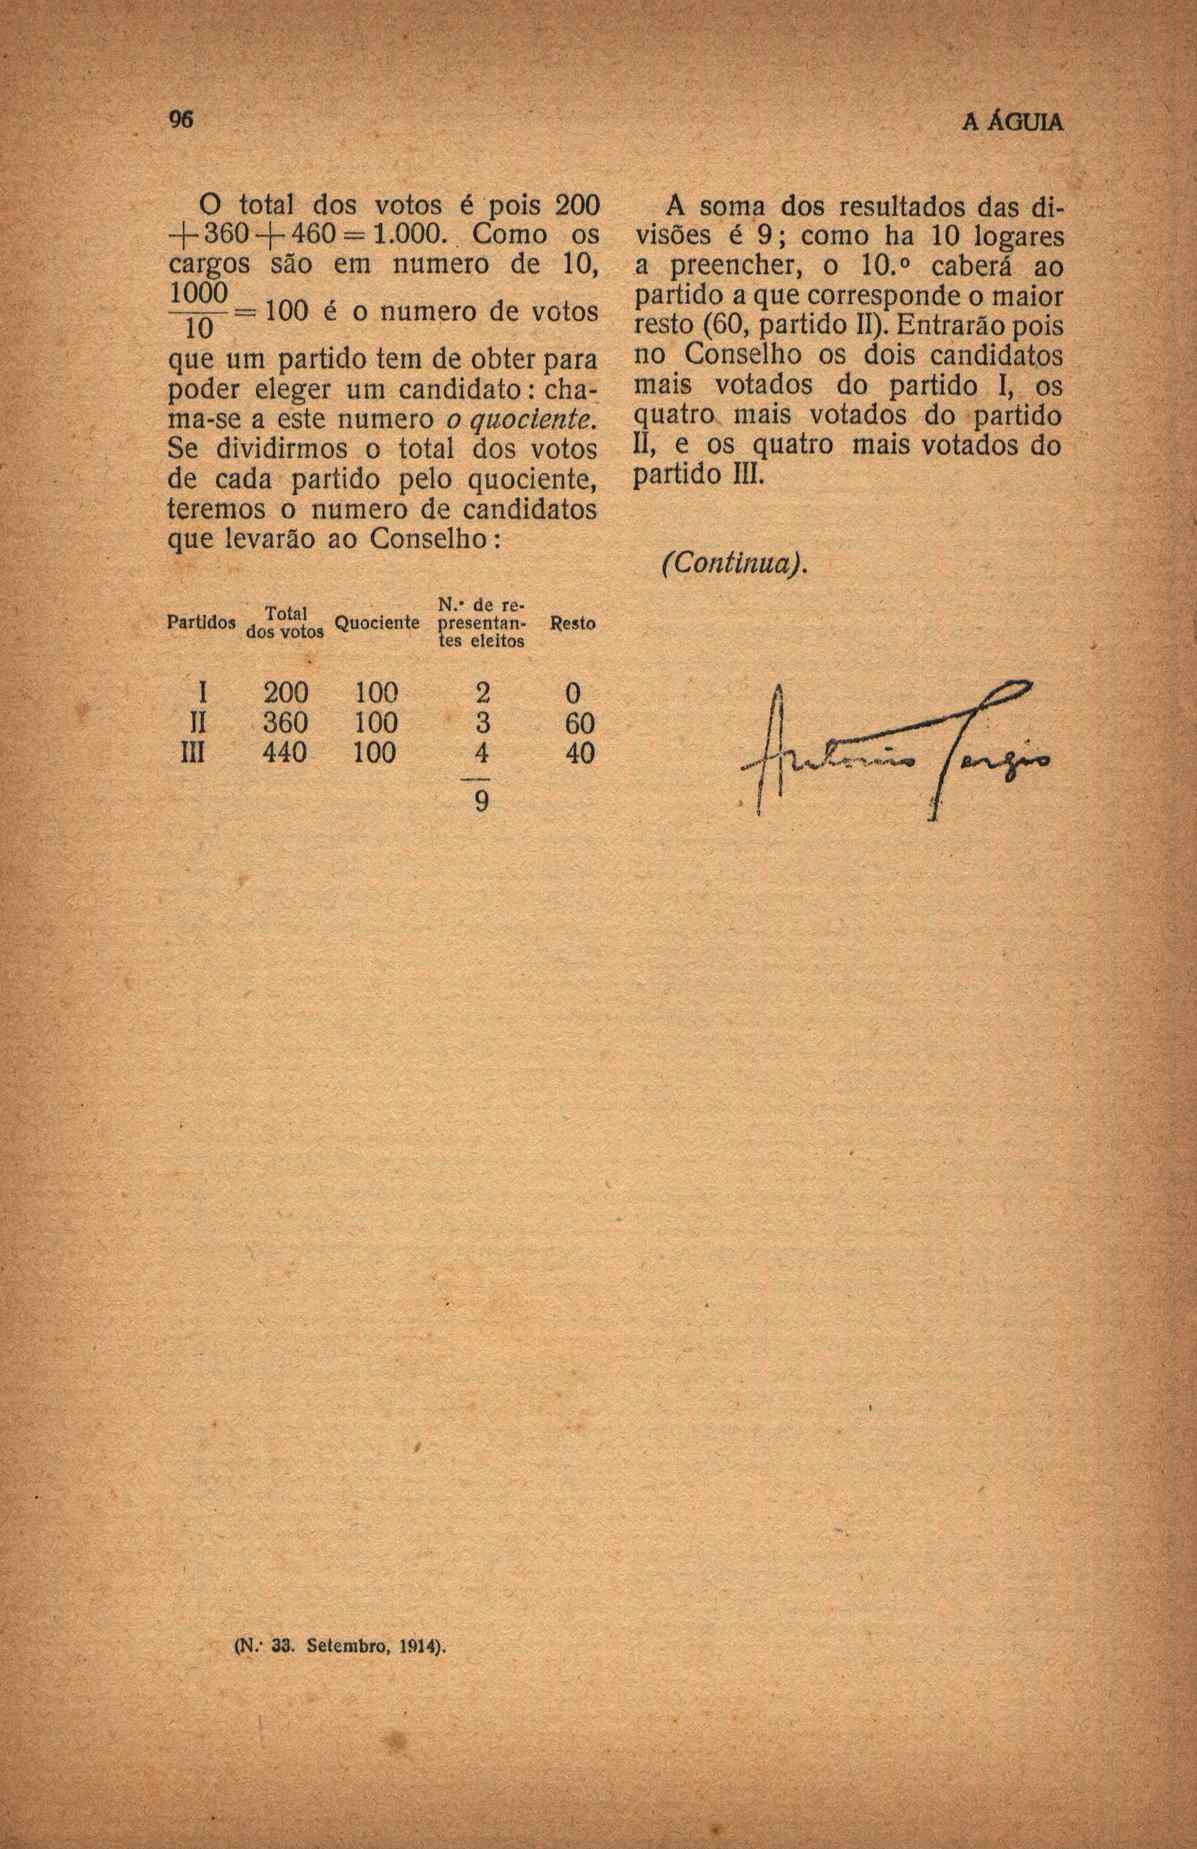 96
A ÁGUIA
O total dos votos é pois 200
+360+460=1.000. Como os
cargos são em numero de 10,
1000
— = 100 é o numero de votos
10
que um partido tem de obter para
poder eleger um candidato: cha-
ma-se a este numero o quociente.
Se dividirmos o total dos votos
de cada partido pelo quociente,
teremos o numero de candidatos
que levarão ao Conselho:
Partidos Total dos votos Quociente N.º de re-presentan-tes eleitos Resto
I 200 100 2 0
II 360 100 3 60
III 440 100 4 40
9
A soma dos resultados das di-
visões é 9; como ha 10 logares
a preencher, o 10.º caberá ao
partido a que corresponde o maior
resto (60, partido II). Entrarão pois
no Conselho os dois candidatos
mais votados do partido I, os
quatro mais votados do partido
II, e os quatro mais votados do
partido III.
(Continua).
Antonio Sergio
(N.º 33. Setembro, 1914).